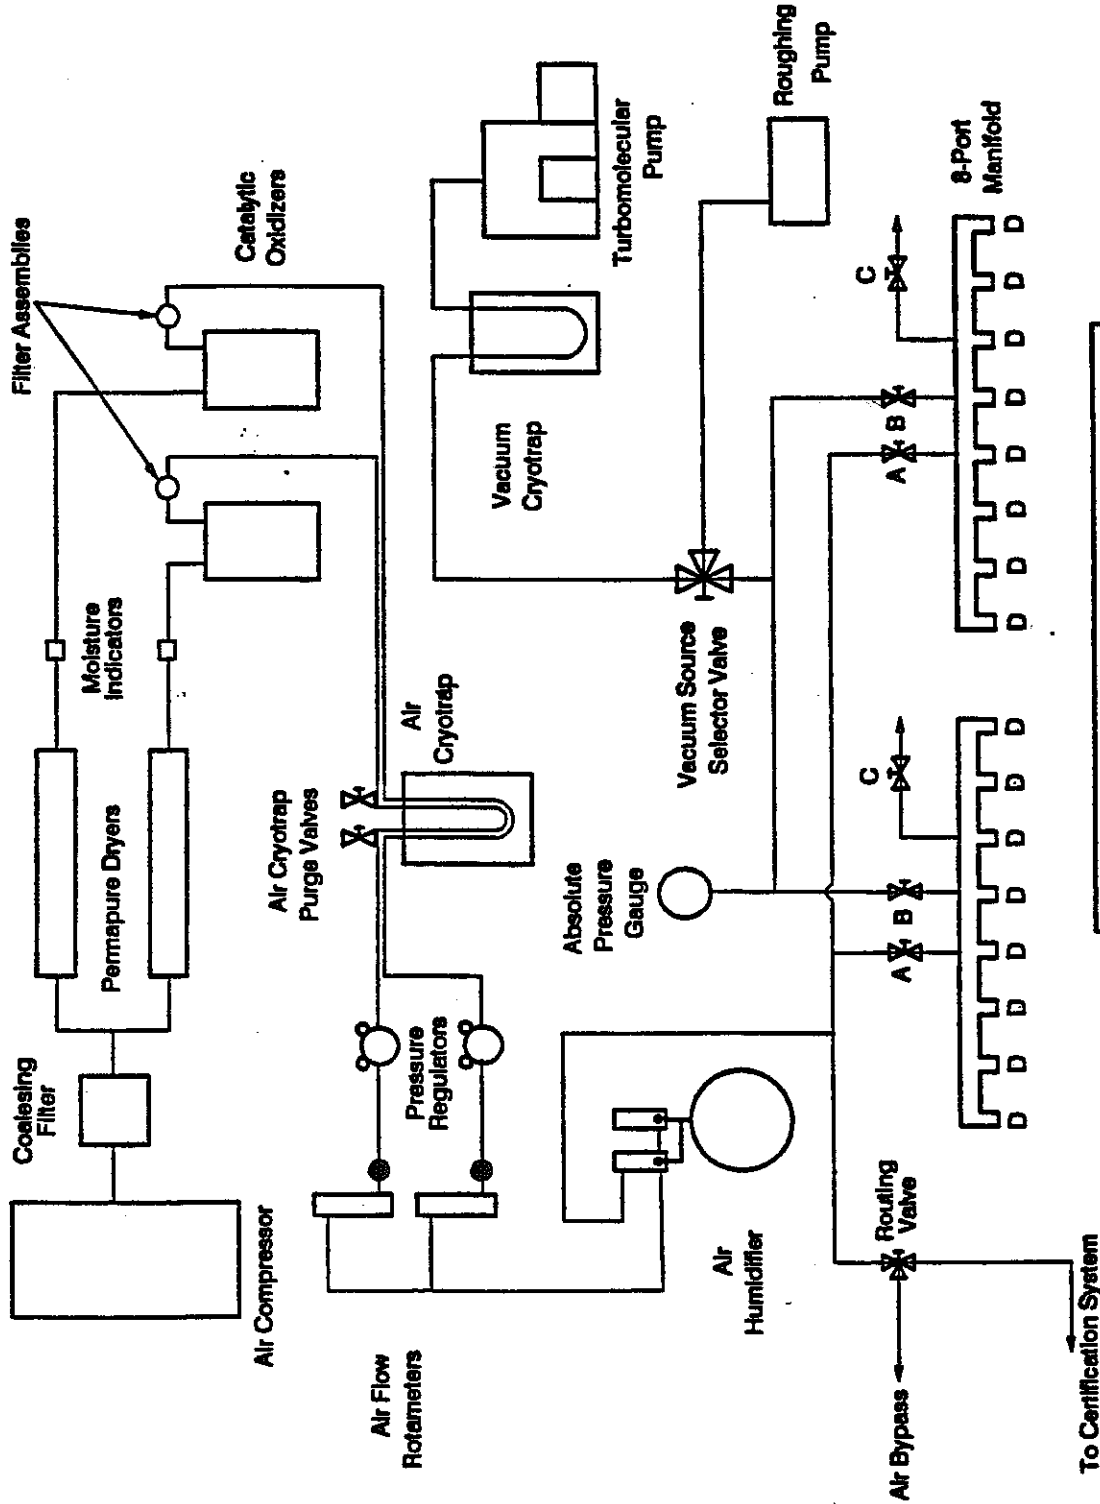 Filter Assemblies
Coalesing
Filter
Permapure Dryers
Moisture
Indicators
Catalytic
Oxidizers
Air Compressor
Air Cryotrap
Purge Valves
Air Flow
Rotameters
Pressure
Regulators
Air
Cryotrap
Vacuum
Cryotrap
Turbomolecular
Pump
Absolute
Pressure
Gauge
Vacuum Source
Selector Valve
Roughing
Pump
Air
Humidifier
Routing
Valve
Air Bypass
A B C
A B C
8-Port
Manifold
D D D D D D D D
D D D D D D D D
To Certification System